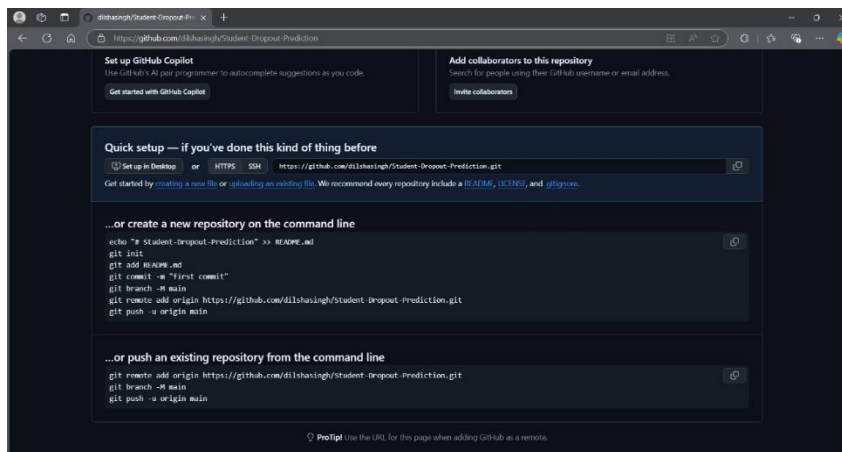 dilshasingh/Student-Dropout-Pre
https://github.com/dilshasingh/Student-Dropout-Prediction
Set up GitHub Copilot
Use GitHub's AI pair programmer to autocomplete suggestions as you code.
Get started with GitHub Copilot
Add collaborators to this repository
Search for people using their GitHub username or email address.
Invite collaborators
Quick setup — if you've done this kind of thing before
Set up in Desktop or HTTPS SSH https://github.com/dilshasingh/Student-Dropout-Prediction.git
Get started by creating a new file or uploading an existing file. We recommend every repository include a README, LICENSE, and .gitignore.
...or create a new repository on the command line
echo "# Student-Dropout-Prediction" >> README.md
git init
git add README.md
git commit -m "first commit"
git branch -M main
git remote add origin https://github.com/dilshasingh/Student-Dropout-Prediction.git
git push -u origin main
...or push an existing repository from the command line
git remote add origin https://github.com/dilshasingh/Student-Dropout-Prediction.git
git branch -M main
git push -u origin main
ProTip! Use the URL for this page when adding GitHub as a remote.